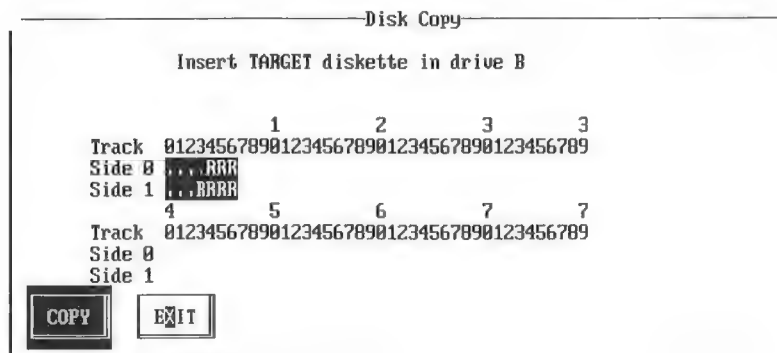 Disk Copy
Insert TARGET diskette in drive B
1 2 3 3
Track 0123456789012345678901234567890123456789
Side 0 ....RRR
Side 1 ...RRRR
4 5 6 7 7
Track 0123456789012345678901234567890123456789
Side 0
Side 1
COPY EXIT